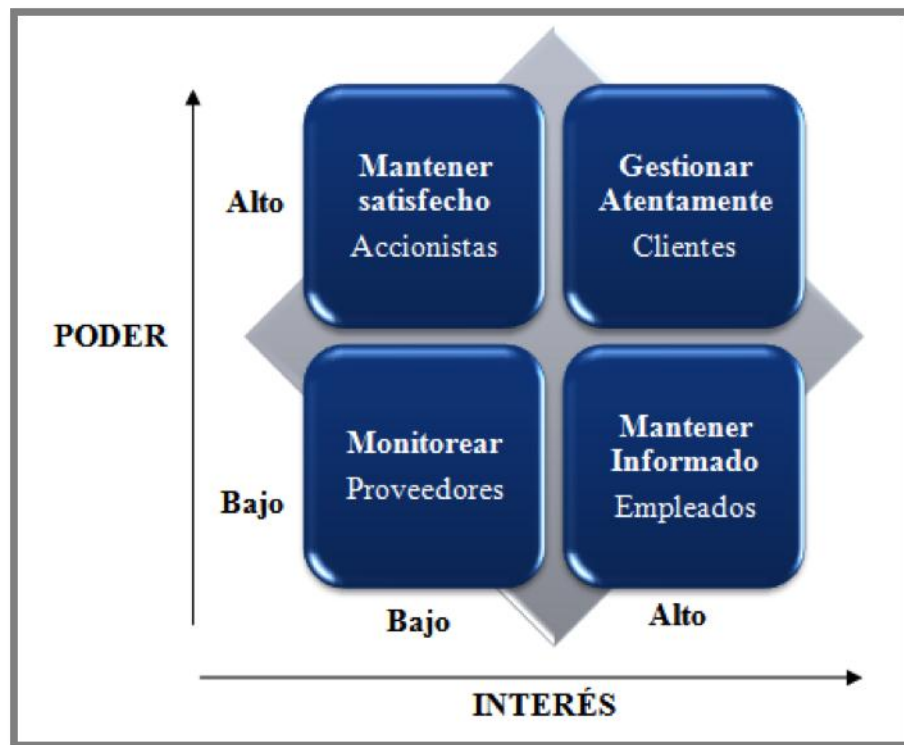 Mantener
satisfecho
Accionistas
Gestionar
Atentamente
Clientes
Alto
PODER
Monitorear
Proveedores
Mantener
Informado
Empleados
Bajo
Bajo
Alto
INTERÉS